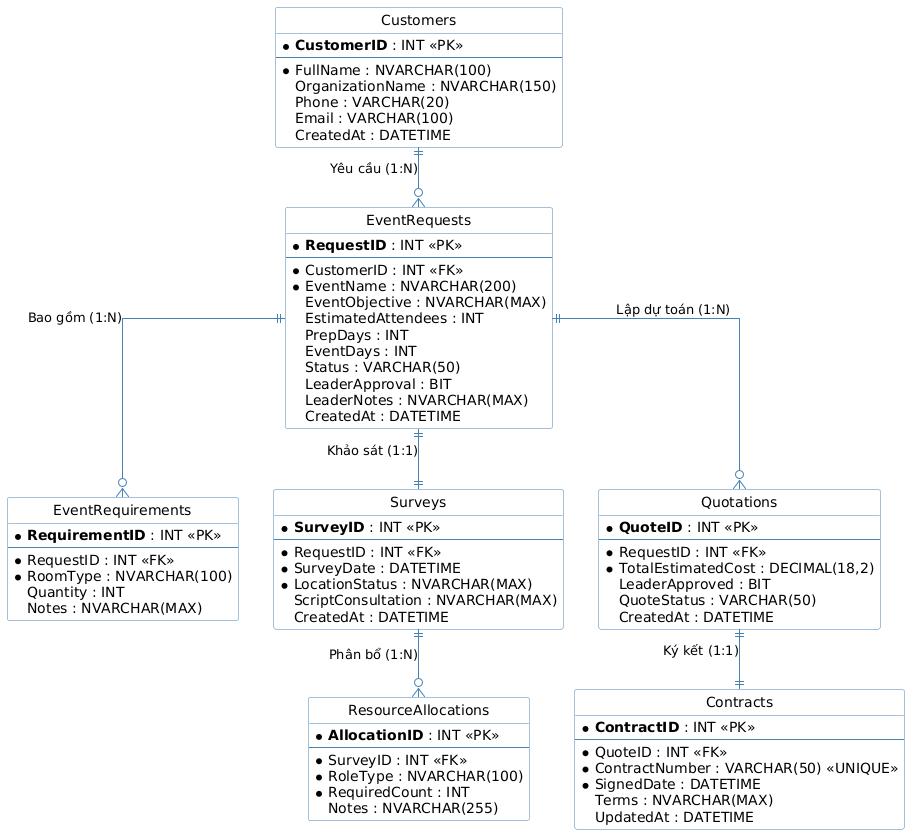 Customers
CustomerID : INT «PK»
FullName : NVARCHAR(100)
OrganizationName : NVARCHAR(150)
Phone : VARCHAR(20)
Email : VARCHAR(100)
CreatedAt : DATETIME
Yêu cầu (1:N)
EventRequests
RequestID : INT «PK»
CustomerID : INT «FK»
EventName : NVARCHAR(200)
EventObjective : NVARCHAR(MAX)
EstimatedAttendees : INT
PrepDays : INT
EventDays : INT
Status : VARCHAR(50)
LeaderApproval : BIT
LeaderNotes : NVARCHAR(MAX)
CreatedAt : DATETIME
Bao gồm (1:N)
Lập dự toán (1:N)
Khảo sát (1:1)
EventRequirements
RequirementID : INT «PK»
RequestID : INT «FK»
RoomType : NVARCHAR(100)
Quantity : INT
Notes : NVARCHAR(MAX)
Surveys
SurveyID : INT «PK»
RequestID : INT «FK»
SurveyDate : DATETIME
LocationStatus : NVARCHAR(MAX)
ScriptConsultation : NVARCHAR(MAX)
CreatedAt : DATETIME
Quotations
QuoteID : INT «PK»
RequestID : INT «FK»
TotalEstimatedCost : DECIMAL(18,2)
LeaderApproved : BIT
QuoteStatus : VARCHAR(50)
CreatedAt : DATETIME
Phân bổ (1:N)
Ký kết (1:1)
ResourceAllocations
AllocationID : INT «PK»
SurveyID : INT «FK»
RoleType : NVARCHAR(100)
RequiredCount : INT
Notes : NVARCHAR(255)
Contracts
ContractID : INT «PK»
QuoteID : INT «FK»
ContractNumber : VARCHAR(50) «UNIQUE»
SignedDate : DATETIME
Terms : NVARCHAR(MAX)
UpdatedAt : DATETIME